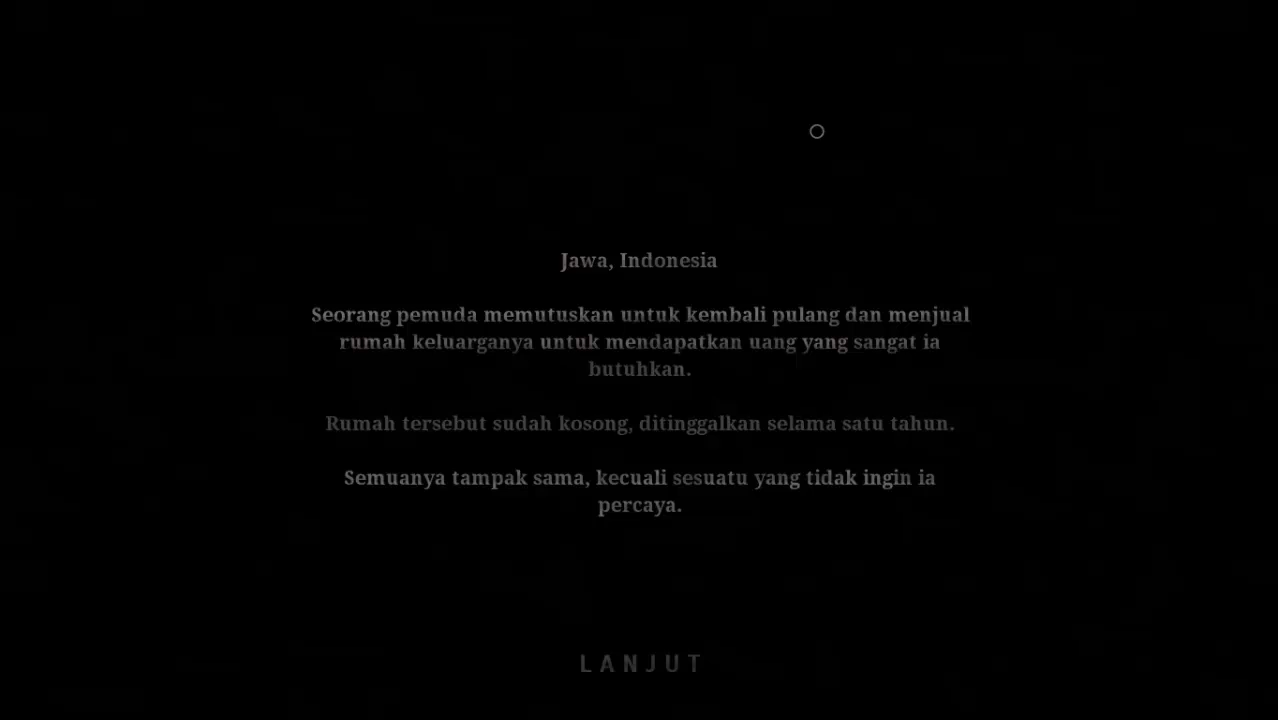 Jawa, Indonesia
Seorang pemuda memutuskan untuk kembali pulang dan menjual
rumah keluarganya untuk mendapatkan uang yang sangat ia
butuhkan.
Rumah tersebut sudah kosong, ditinggalkan selama satu tahun.
Semuanya tampak sama, kecuali sesuatu yang tidak ingin ia
percaya.
LANJUT